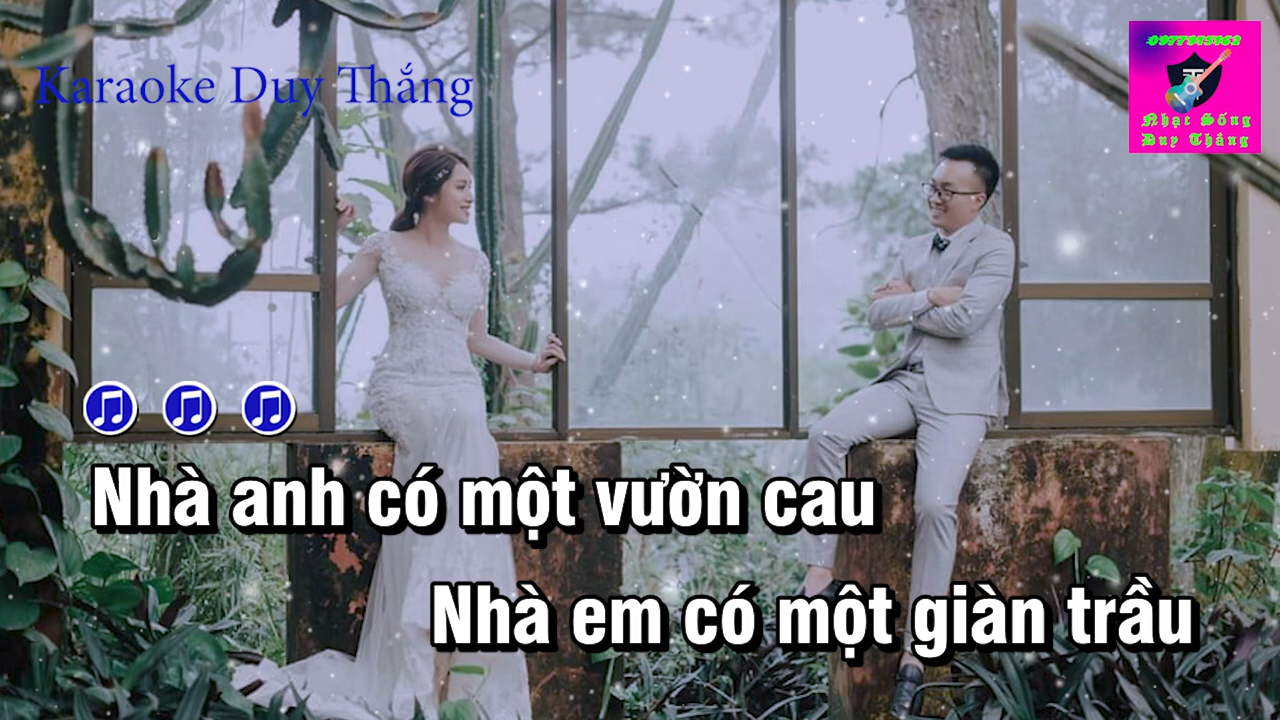 Karaoke Duy Thắng
0977915182
Nhạc Sống
Duy Thắng
Nhà anh có một vườn cau
Nhà em có một giàn trầu